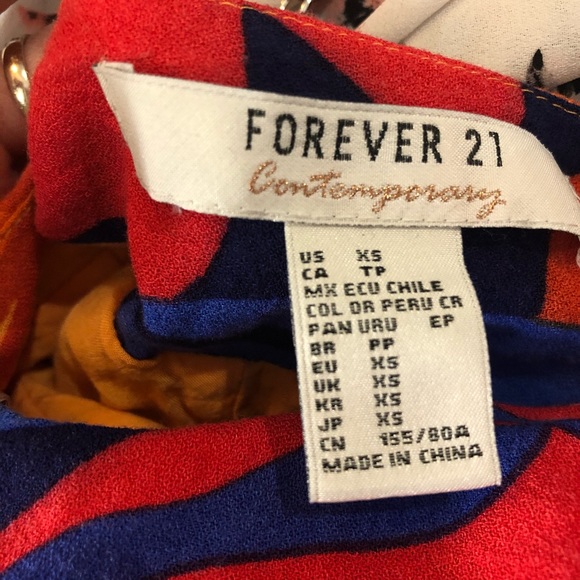 FOREVER 21
Contemporary
US XS
CA TP
MX ECU CHILE
COL DR PERU CR
PAN URU EP
BR PP
EU XS
UK XS
KR XS
JP XS
CN 155/80A
MADE IN CHINA